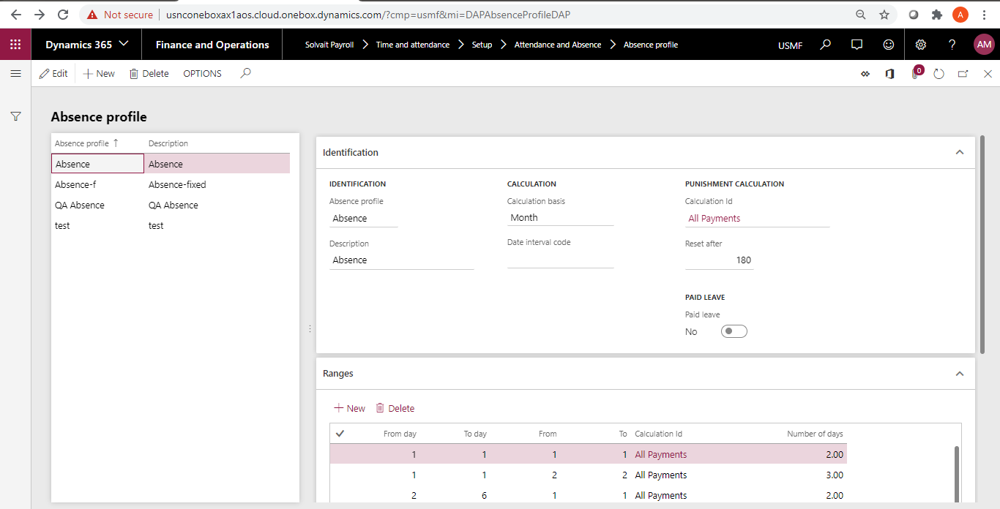 Not secure usnconeboxax1aos.cloud.onebox.dynamics.com/?cmp=usmf&mi=DAPAbsenceProfileDAP A
Dynamics 365 Finance and Operations Solvait Payroll Time and attendance Setup Attendance and Absence Absence profile USMF ? AM
Edit New Delete OPTIONS 0
Absence profile
Absence profile Description
Absence Absence
Absence-f Absence-fixed
QA Absence QA Absence
test test
Identification
IDENTIFICATION CALCULATION PUNISHMENT CALCULATION
Absence profile Calculation basis Calculation Id
Absence Month All Payments
Description Date interval code Reset after
Absence 180
PAID LEAVE
Paid leave
No
Ranges
New Delete
From day To day From To Calculation Id Number of days
1 1 1 1 All Payments 2.00
1 1 2 2 All Payments 3.00
2 6 1 1 All Payments 2.00